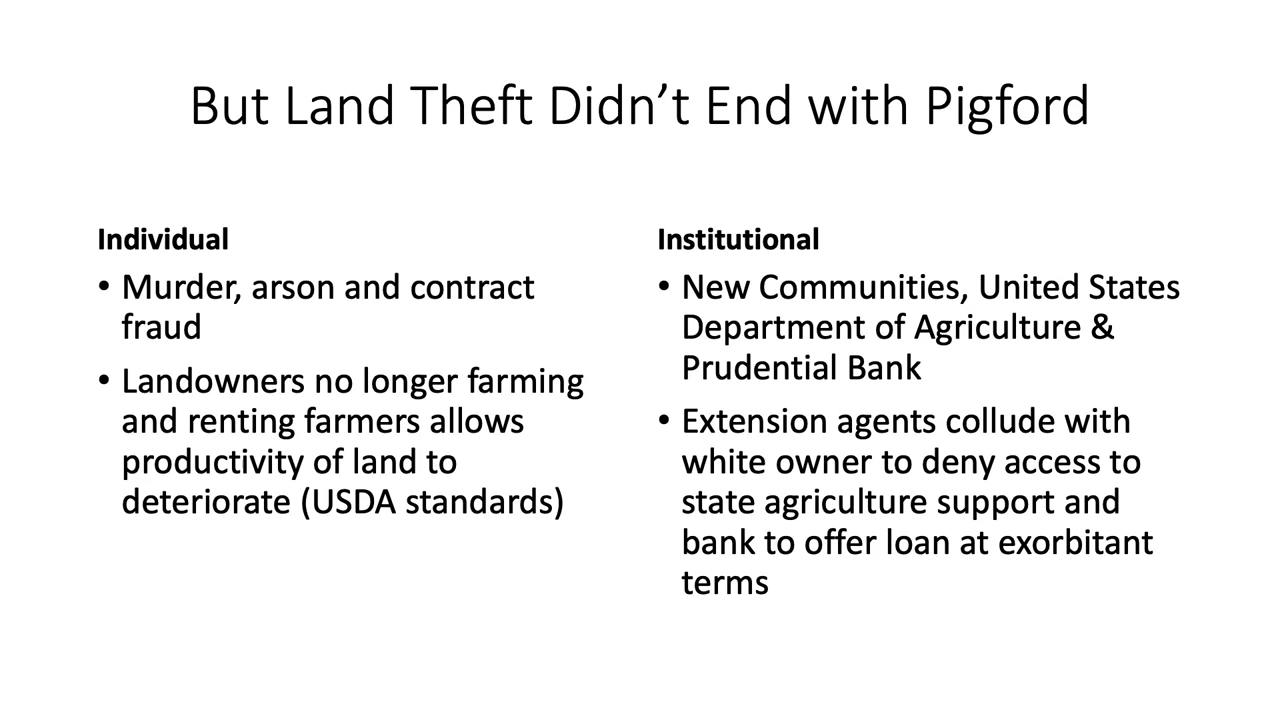 But Land Theft Didn’t End with Pigford
Individual
• Murder, arson and contract
fraud
• Landowners no longer farming
and renting farmers allows
productivity of land to
deteriorate (USDA standards)
Institutional
• New Communities, United States
Department of Agriculture &
Prudential Bank
• Extension agents collude with
white owner to deny access to
state agriculture support and
bank to offer loan at exorbitant
terms